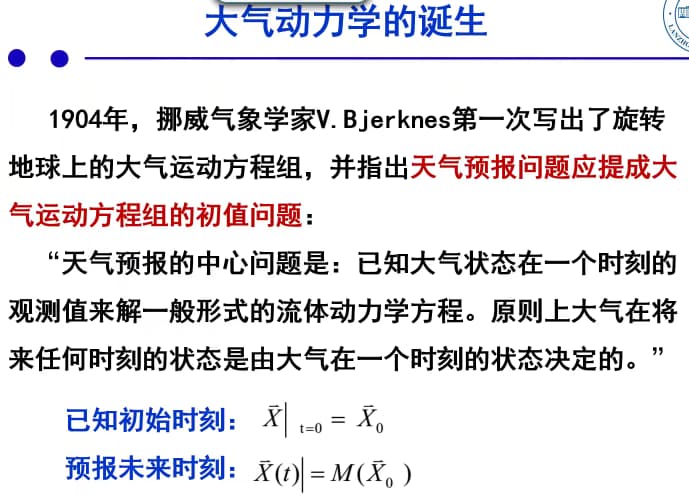 大气动力学的诞生
1904年，挪威气象学家V.Bjerknes第一次写出了旋转
地球上的大气运动方程组，并指出天气预报问题应提成大
气运动方程组的初值问题：
“天气预报的中心问题是：已知大气状态在一个时刻的
观测值来解一般形式的流体动力学方程。原则上大气在将
来任何时刻的状态是由大气在一个时刻的状态决定的。”
已知初始时刻： $\vec{X}|_{t=0} = \vec{X}_0$
预报未来时刻： $\vec{X}(t)| = M(\vec{X}_0)$